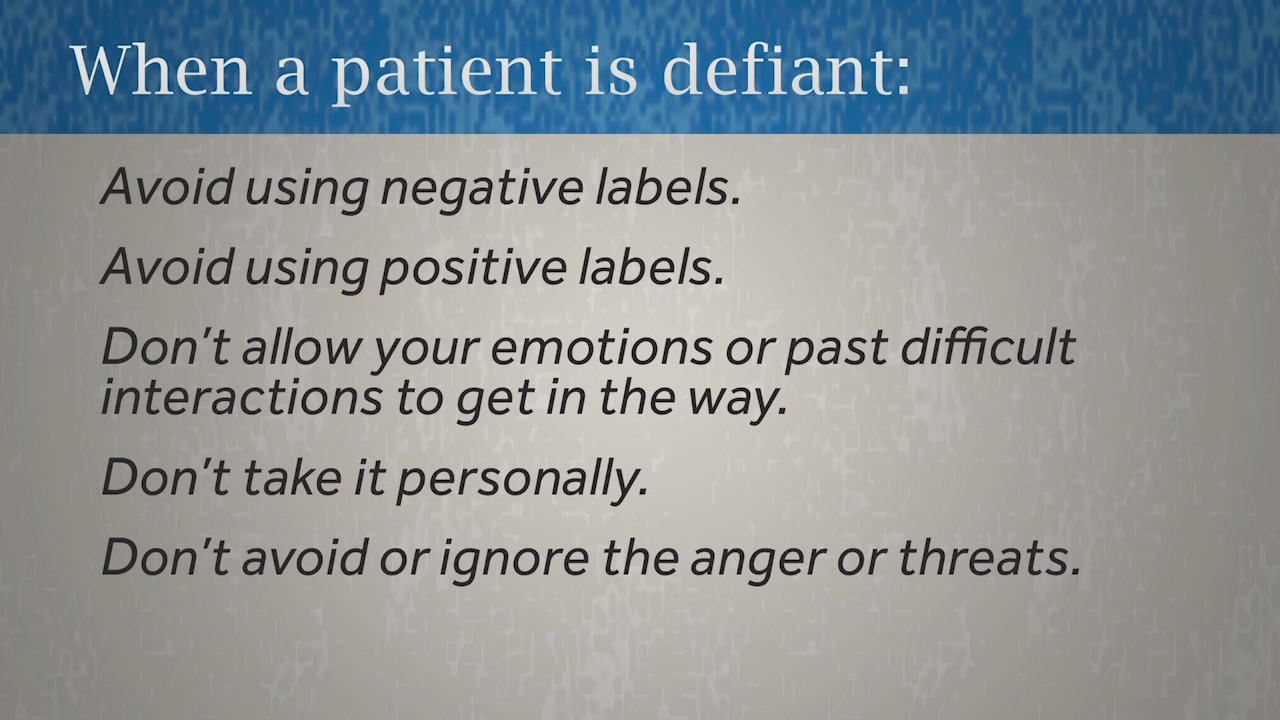 When a patient is defiant:
Avoid using negative labels.
Avoid using positive labels.
Don't allow your emotions or past difficult
interactions to get in the way.
Don't take it personally.
Don't avoid or ignore the anger or threats.